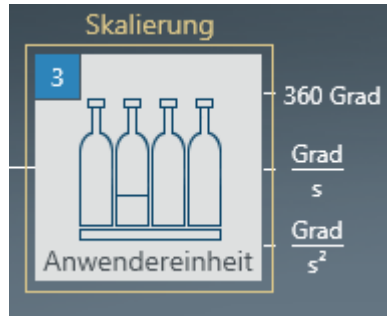 Skalierung
3
360 Grad
Grad
s
Grad
s²
Anwendereinheit